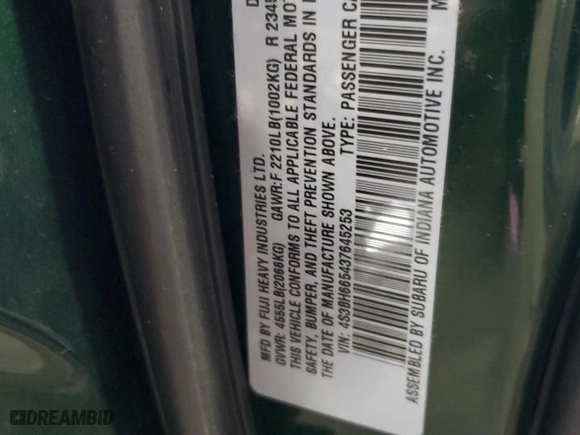 MFD BY FUJI HEAVY INDUSTRIES LTD.
GVWR: 4555LB(2066KG) GAWR:F 2210LB(1002KG) R 2345
THIS VEHICLE CONFORMS TO ALL APPLICABLE FEDERAL MOT
SAFETY, BUMPER, AND THEFT PREVENTION STANDARDS IN
THE DATE OF MANUFACTURE SHOWN ABOVE.
VIN: 4S3BH665437645253 TYPE: PASSENGER CA
ASSEMBLED BY SUBARU OF INDIANA AUTOMOTIVE INC.
DREAMBID